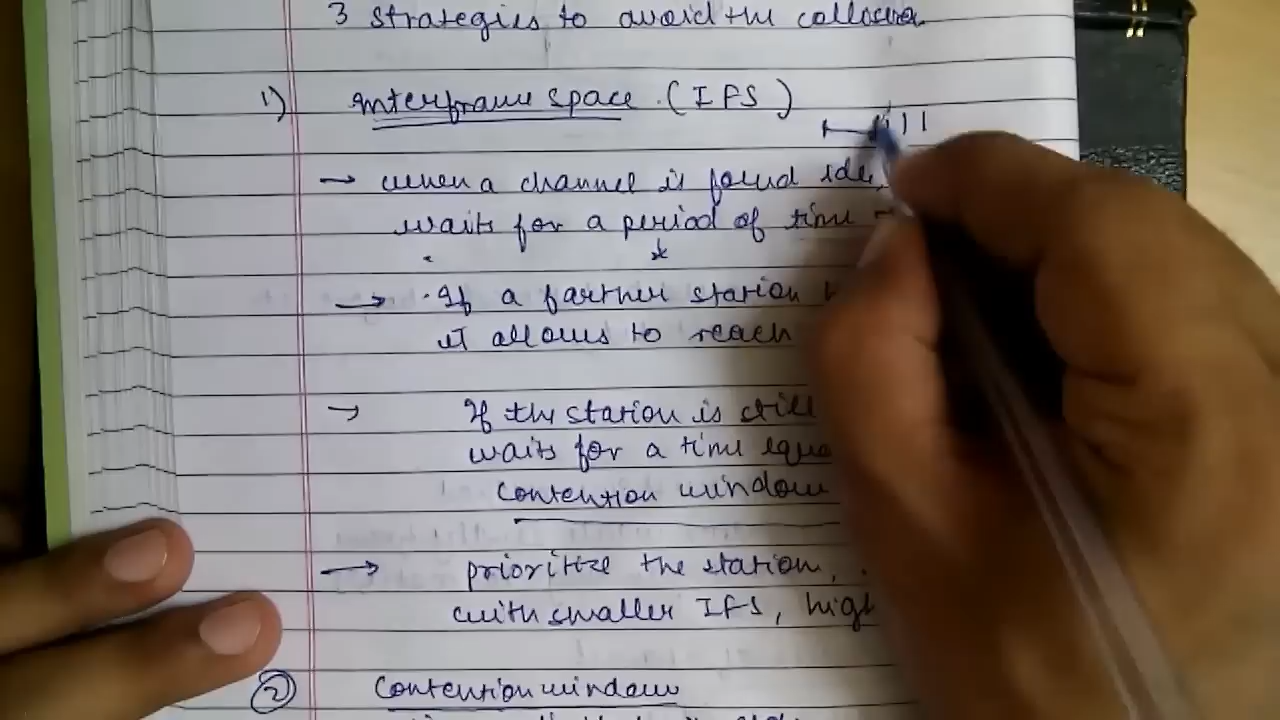 3 strategies to avoid the collosion
1) Interframe space (IFS)
→ when a channel is found idle,
waits for a period of time
→ If a farther station
it allows to reach
→ If the station is still
waits for a time equa
contention window
→ prioritize the station,
with smaller IFS, high
② Contention window